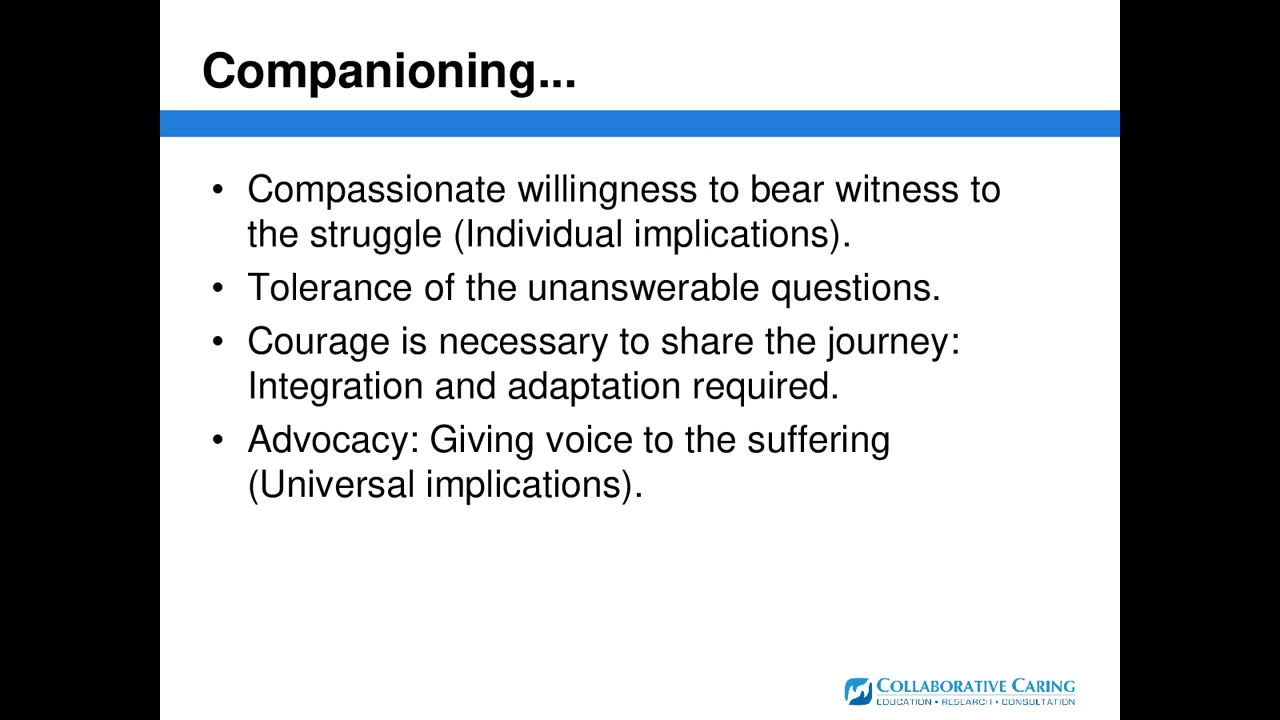 Companioning...
• Compassionate willingness to bear witness to
the struggle (Individual implications).
• Tolerance of the unanswerable questions.
• Courage is necessary to share the journey:
Integration and adaptation required.
• Advocacy: Giving voice to the suffering
(Universal implications).
COLLABORATIVE CARING
EDUCATION • RESEARCH • CONSULTATION